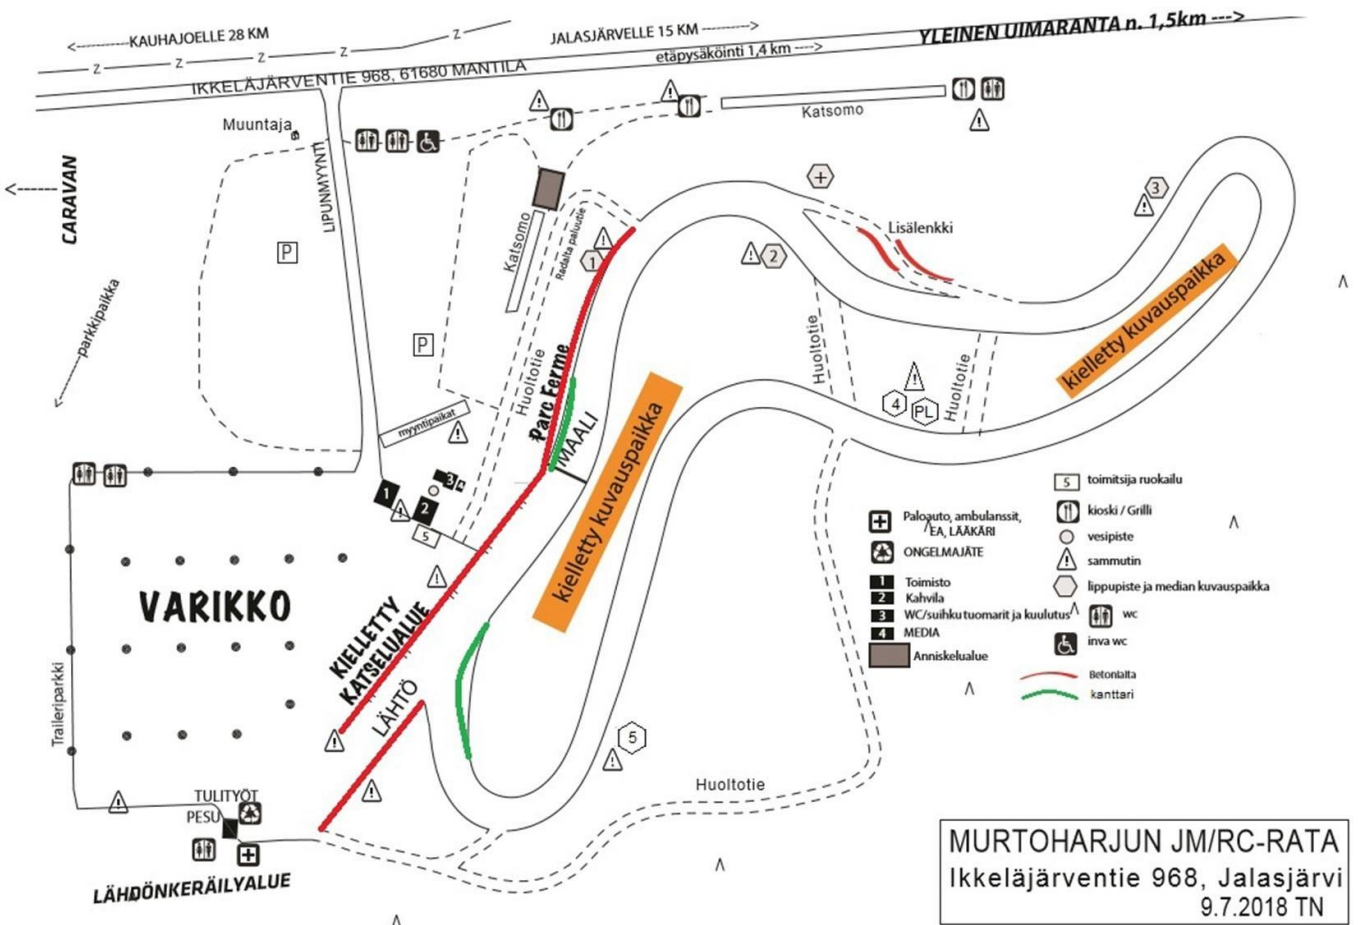 KAUHAJOELLE 28 KM
JALASJÄRVELLE 15 KM
YLEINEN UIMARANTA n. 1,5km
etäpysäköinti 1,4 km
IKKELÄJÄRVENTIE 968, 61680 MANTILA
Z
Z
Z
Z
Z
Muuntaja
Katsomo
CARAVAN
LIPUNMYYNTI
P
Katsomo
Radalta paluutie
1
2
3
Lisälenkki
parkkipaikka
P
Huoltotie
Parc Ferme
MAALI
kielletty kuvauspaikka
kielletty kuvauspaikka
Huoltotie
Huoltotie
4
PL
myyntipaikat
1
2
3
4
5
VARIKKO
KIELLETTY
KATSELUALUE
LÄHTÖ
Traileriparkki
5
Huoltotie
TULITYÖT
PESU
LÄHDÖNKERÄILYALUE
Paloauto, ambulanssit,
EA, LÄÄKÄRI
ONGELMAJÄTE
1 Toimisto
2 Kahvila
3 WC/suihku tuomarit ja kuulutus
4 MEDIA
Anniskelualue
5 toimitsija ruokailu
kioski / Grilli
vesipiste
sammutin
lippupiste ja median kuvauspaikka
wc
inva wc
Betonlaita
kanttari
MURTOHARJUN JM/RC-RATA
Ikkeläjärventie 968, Jalasjärvi
9.7.2018 TN